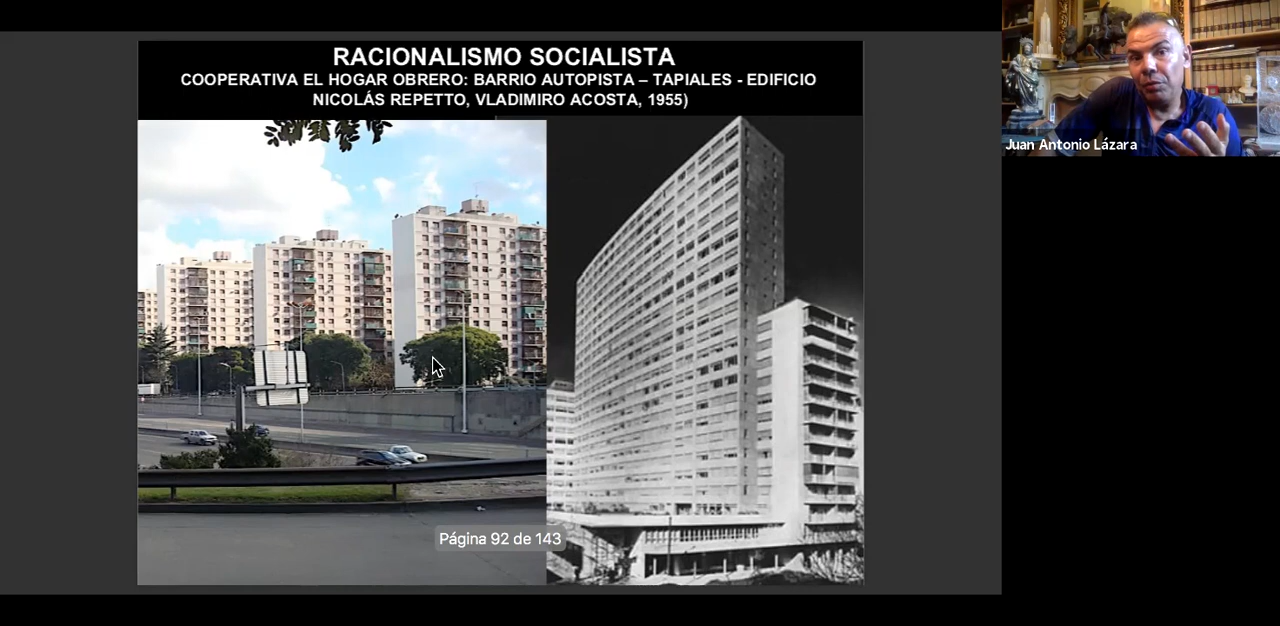 RACIONALISMO SOCIALISTA
COOPERATIVA EL HOGAR OBRERO: BARRIO AUTOPISTA – TAPIALES - EDIFICIO
NICOLÁS REPETTO, VLADIMIRO ACOSTA, 1955)
Juan Antonio Lázara
Página 92 de 143